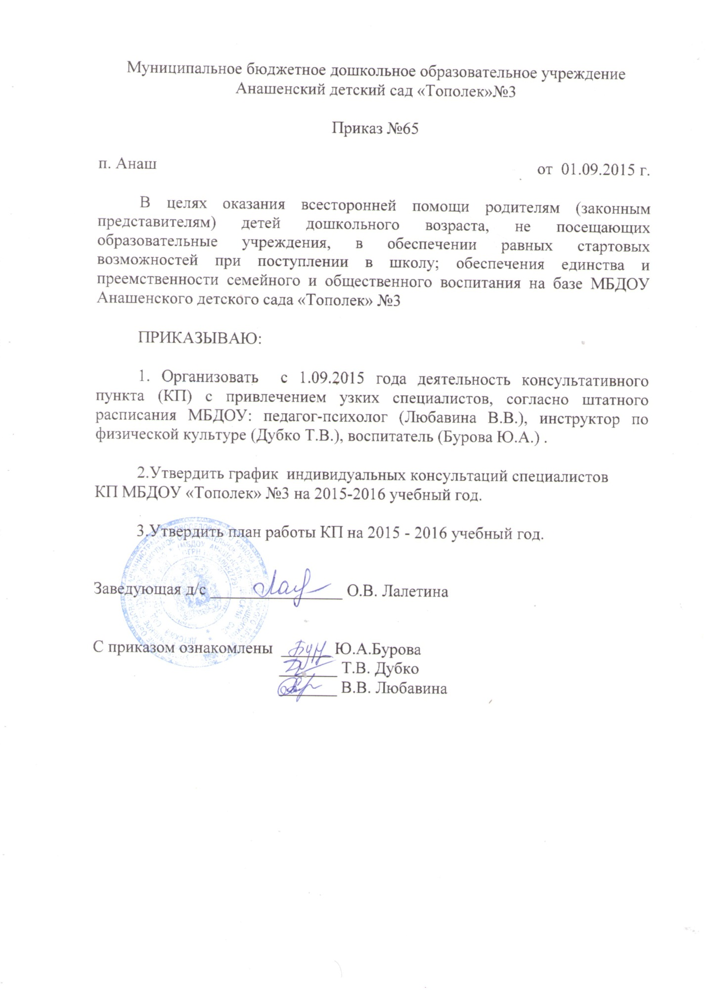 Муниципальное бюджетное дошкольное образовательное учреждение
Анашенский детский сад «Тополек»№3
Приказ №65
п. Анаш
от 01.09.2015 г.
В целях оказания всесторонней помощи родителям (законным
представителям) детей дошкольного возраста, не посещающих
образовательные учреждения, в обеспечении равных стартовых
возможностей при поступлении в школу; обеспечения единства и
преемственности семейного и общественного воспитания на базе МБДОУ
Анашенского детского сада «Тополек» №3
ПРИКАЗЫВАЮ:
1. Организовать с 1.09.2015 года деятельность консультативного
пункта (КП) с привлечением узких специалистов, согласно штатного
расписания МБДОУ: педагог-психолог (Любавина В.В.), инструктор по
физической культуре (Дубко Т.В.), воспитатель (Бурова Ю.А.) .
2.Утвердить график индивидуальных консультаций специалистов
КП МБДОУ «Тополек» №3 на 2015-2016 учебный год.
3.Утвердить план работы КП на 2015 - 2016 учебный год.
Заведующая д/с ________________ О.В. Лалетина
С приказом ознакомлены ______ Ю.А.Бурова
_______ Т.В. Дубко
_______ В.В. Любавина